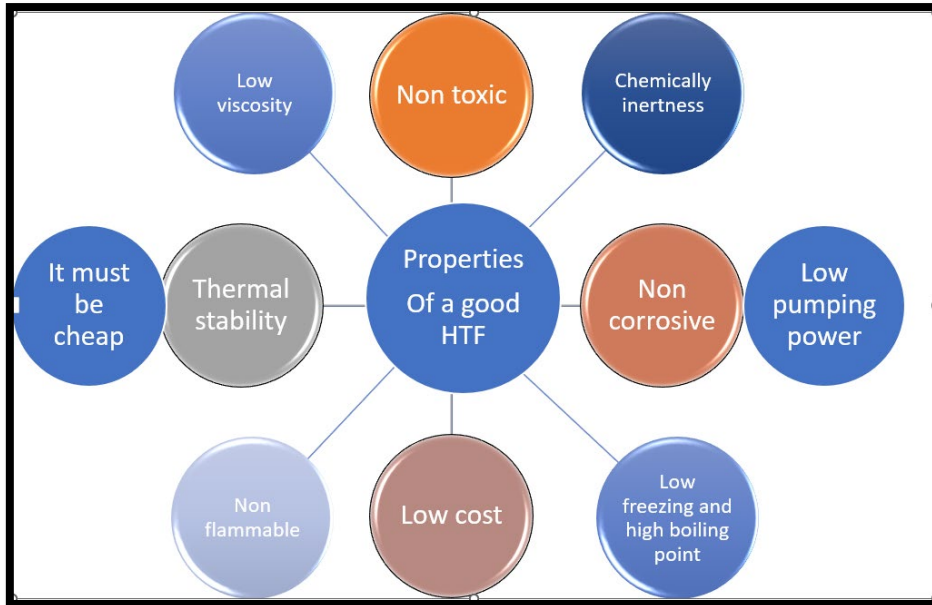 Low
viscosity
Non toxic
Chemically
inertness
It must
be
cheap
Thermal
stability
Properties
Of a good
HTF
Non
corrosive
Low
pumping
power
Non
flammable
Low cost
Low
freezing and
high boiling
point